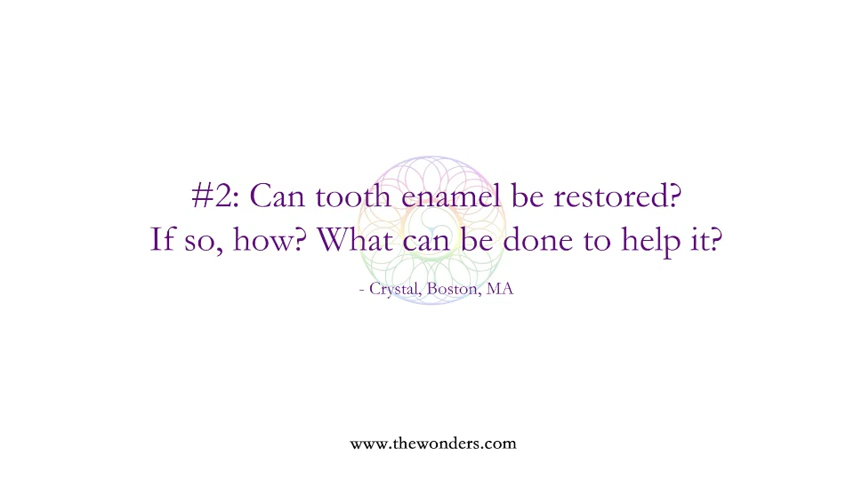 #2: Can tooth enamel be restored?
If so, how? What can be done to help it?
- Crystal, Boston, MA
www.thewonders.com